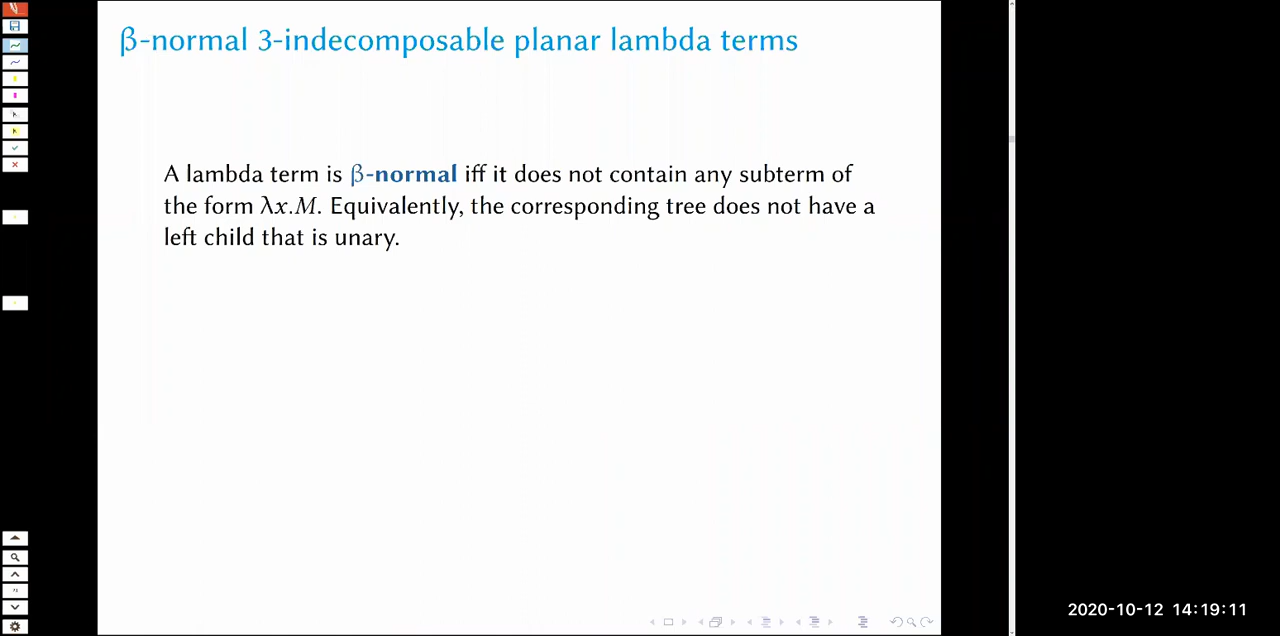 β-normal 3-indecomposable planar lambda terms
A lambda term is β-normal iff it does not contain any subterm of
the form λx.M. Equivalently, the corresponding tree does not have a
left child that is unary.
2020-10-12 14:19:11